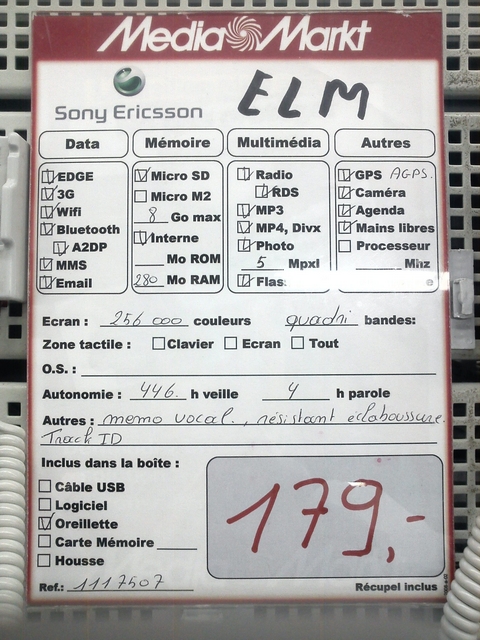 Media Markt
Sony Ericsson ELM
Data Mémoire Multimédia Autres
EDGE
3G
Wifi
Bluetooth
A2DP
MMS
Email
Micro SD
Micro M2
8 Go max
Interne
Mo ROM
280 Mo RAM
Radio
RDS
MP3
MP4, Divx
Photo
5 Mpxl
Flas
GPS AGPS.
Caméra
Agenda
Mains libres
Processeur
Mhz
Ecran : 256 000 couleurs quadri bandes:
Zone tactile : Clavier Ecran Tout
O.S. :
Autonomie : 446. h veille 4 h parole
Autres : memo vocal., résistant éclaboussure.
Track ID
Inclus dans la boîte :
Câble USB
Logiciel
Oreillette
Carte Mémoire
Housse
179,-
Ref.: 1117507 Récupel inclus